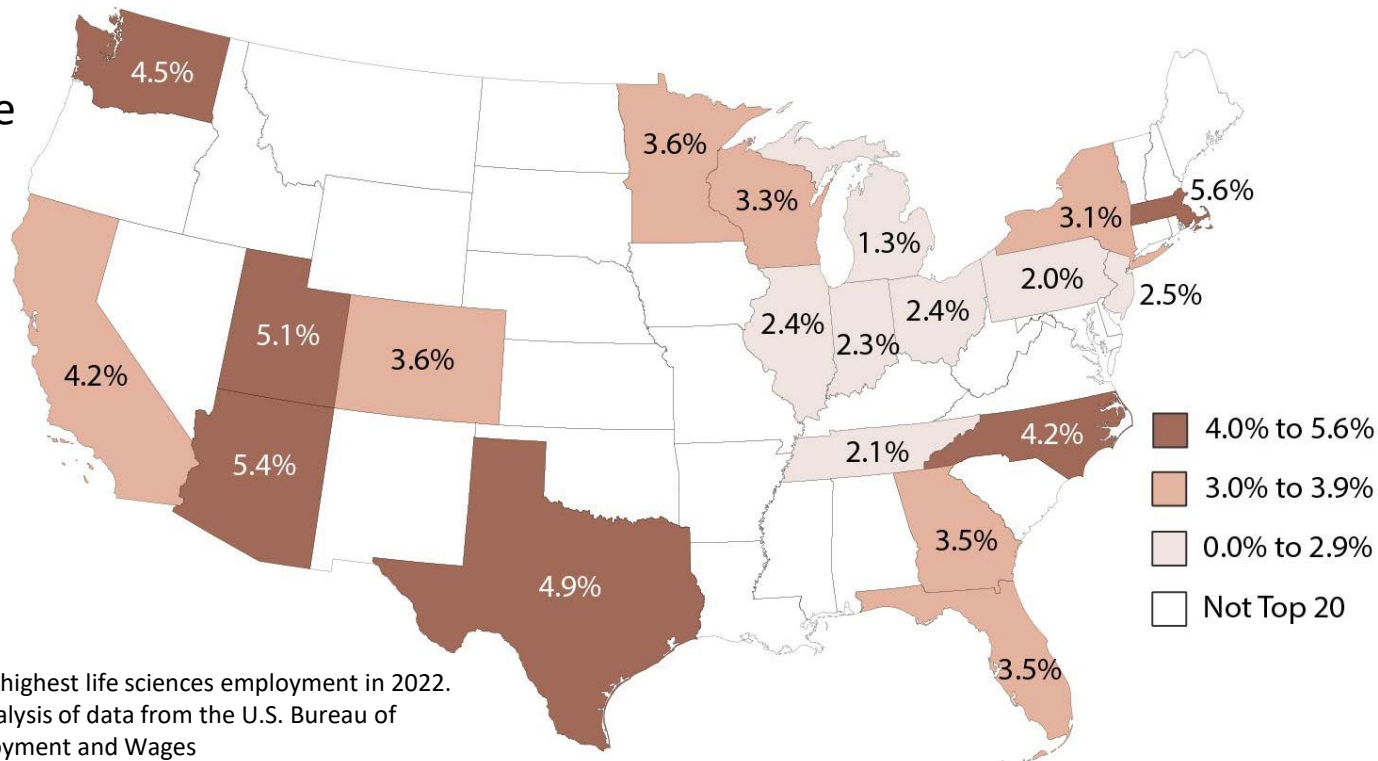 e
4.5%
3.6%
3.3%
5.6%
3.1%
1.3%
2.0%
2.5%
5.1%
3.6%
2.4%
2.3%
2.4%
4.2%
5.4%
2.1%
4.2%
4.9%
3.5%
3.5%
4.0% to 5.6%
3.0% to 3.9%
0.0% to 2.9%
Not Top 20
highest life sciences employment in 2022.
alysis of data from the U.S. Bureau of
oyment and Wages